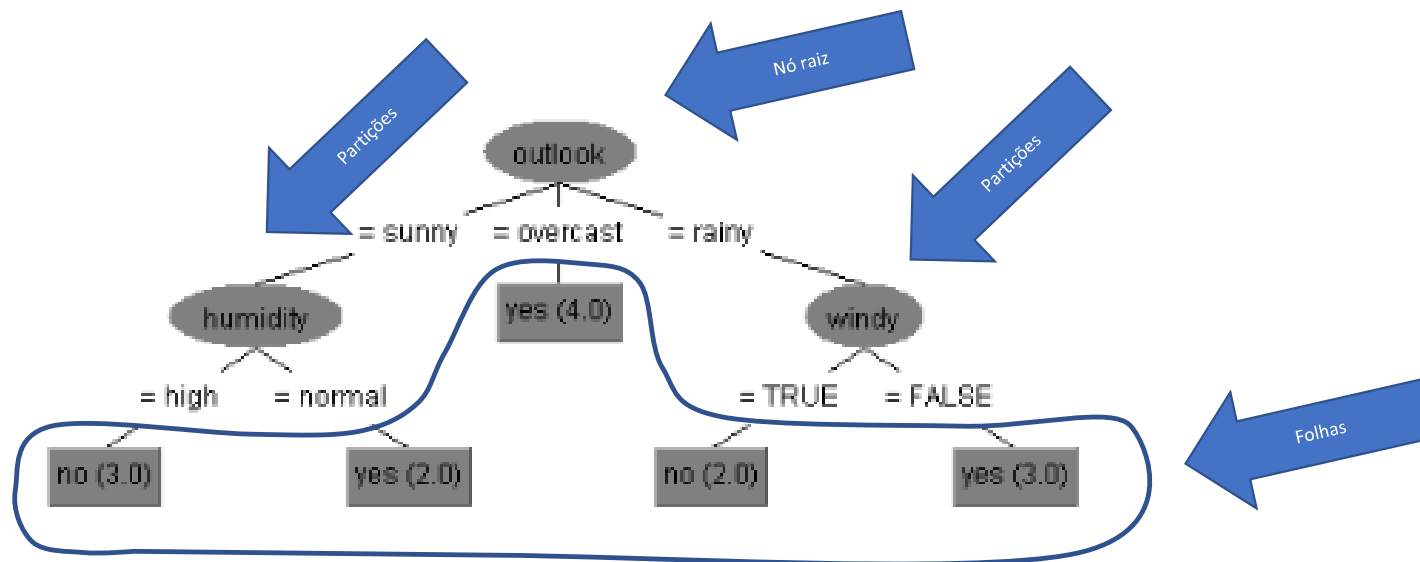 Nó raiz
Partições
Partições
outlook
= sunny
= overcast
= rainy
humidity
yes (4.0)
windy
= high
= normal
= TRUE
= FALSE
Folhas
no (3.0)
yes (2.0)
no (2.0)
yes (3.0)